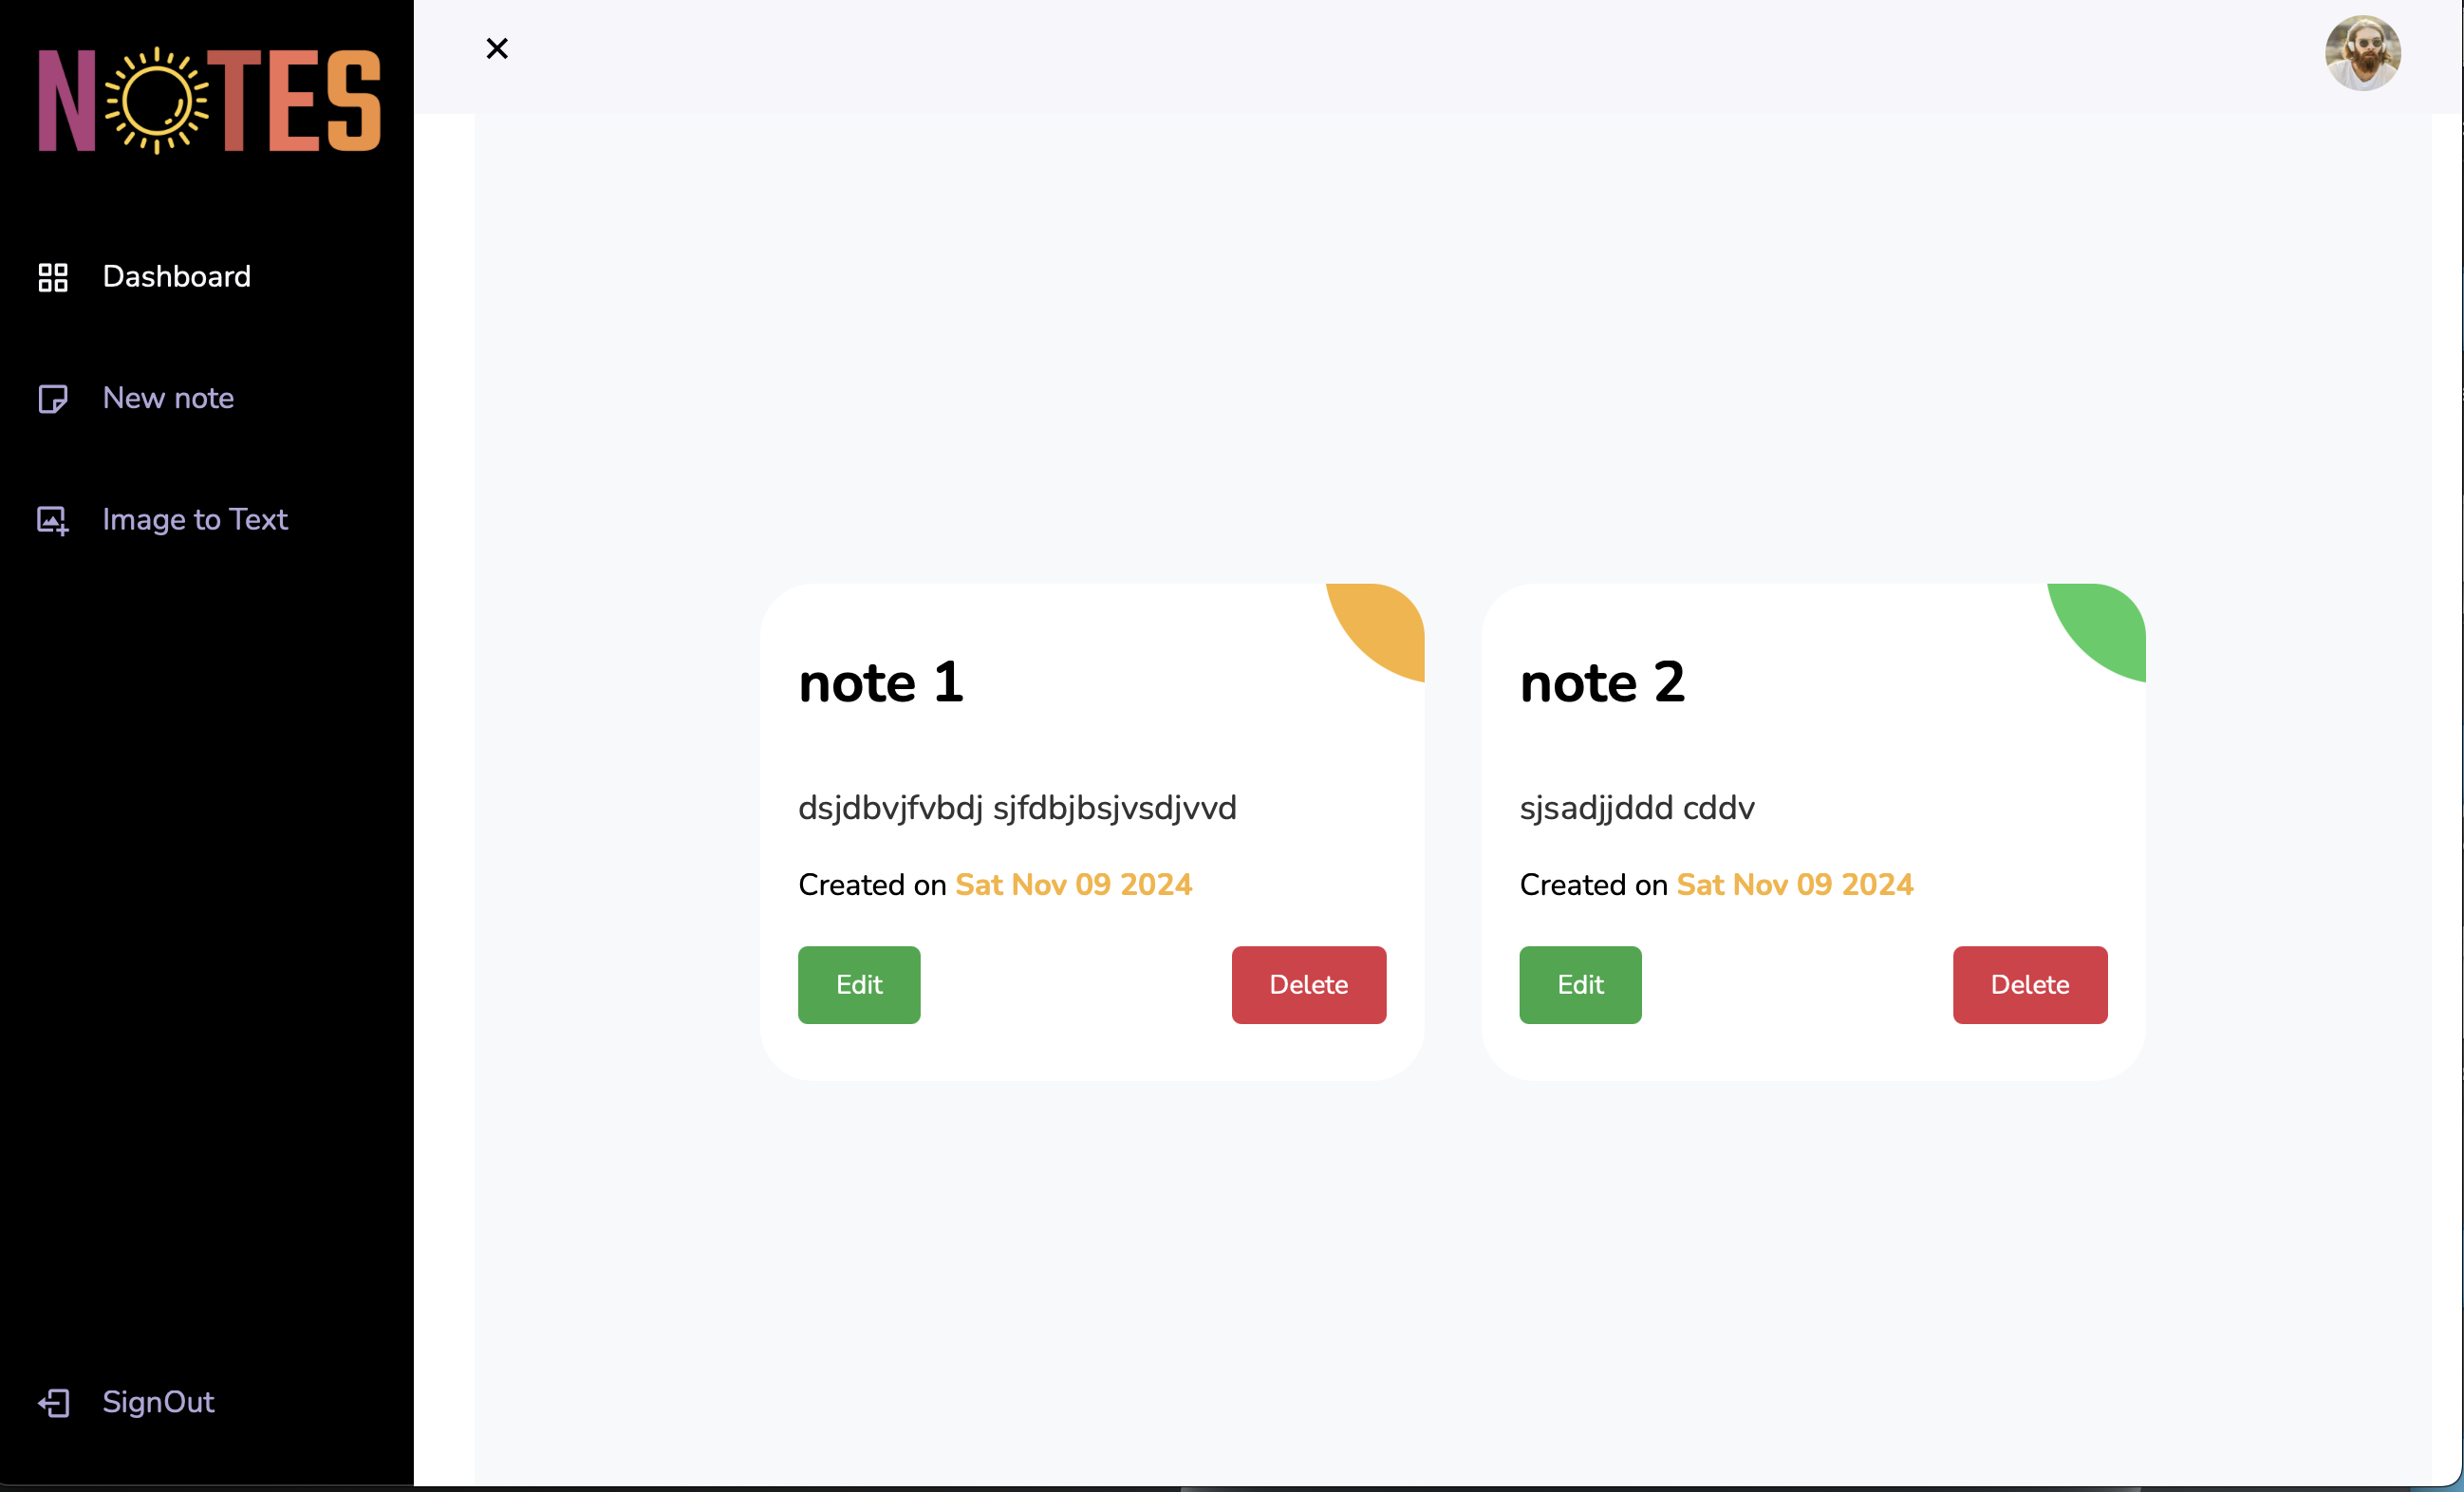 NOTES
Dashboard
New note
Image to Text
SignOut
note 1
dsjdbvjfvbdj sjfdbjbsjvsdjvvd
Created on Sat Nov 09 2024
Edit
Delete
note 2
sjsadjjddd cddv
Created on Sat Nov 09 2024
Edit
Delete